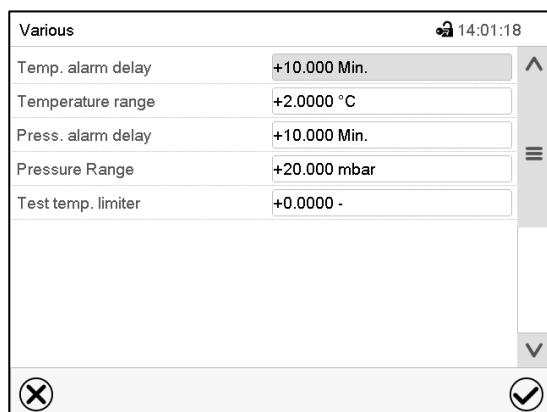 Various 14:01:18
Temp. alarm delay +10.000 Min.
Temperature range +2.0000 °C
Press. alarm delay +10.000 Min.
Pressure Range +20.000 mbar
Test temp. limiter +0.0000 -